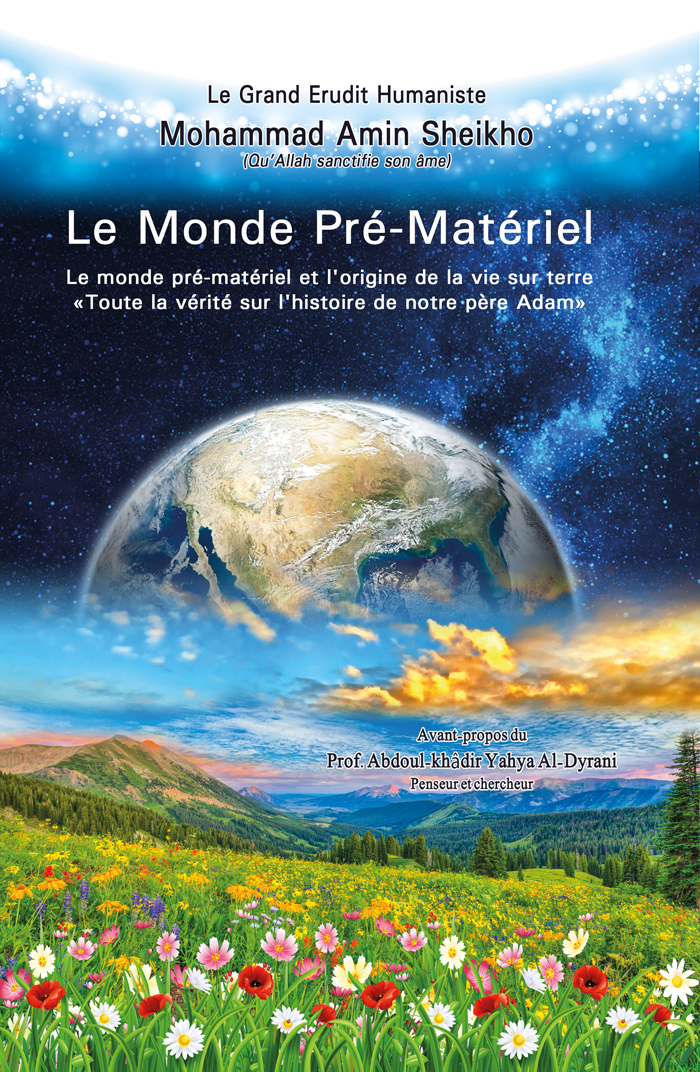 Le Grand Erudit Humaniste
Mohammad Amin Sheikho
(Qu'Allah sanctifie son âme)
Le Monde Pré-Matériel
Le monde pré-matériel et l'origine de la vie sur terre
«Toute la vérité sur l'histoire de notre père Adam»
Avant-propos du
Prof. Abdoul-khâdir Yahya Al-Dyrani
Penseur et chercheur